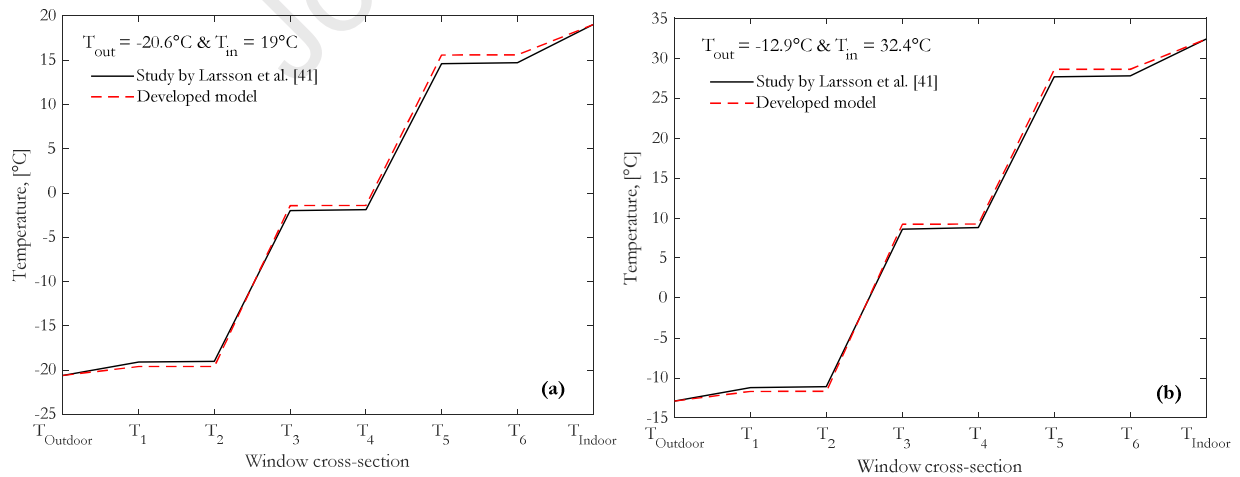 T_out = -20.6°C & T_in = 19°C
Study by Larsson et al. [41]
Developed model
20
15
10
5
0
-5
-10
-15
-20
-25
Temperature, [°C]
(a)
T_Outdoor T_1 T_2 T_3 T_4 T_5 T_6 T_Indoor
Window cross-section
T_out = -12.9°C & T_in = 32.4°C
Study by Larsson et al. [41]
Developed model
35
30
25
20
15
10
5
0
-5
-10
-15
Temperature, [°C]
(b)
T_Outdoor T_1 T_2 T_3 T_4 T_5 T_6 T_Indoor
Window cross-section